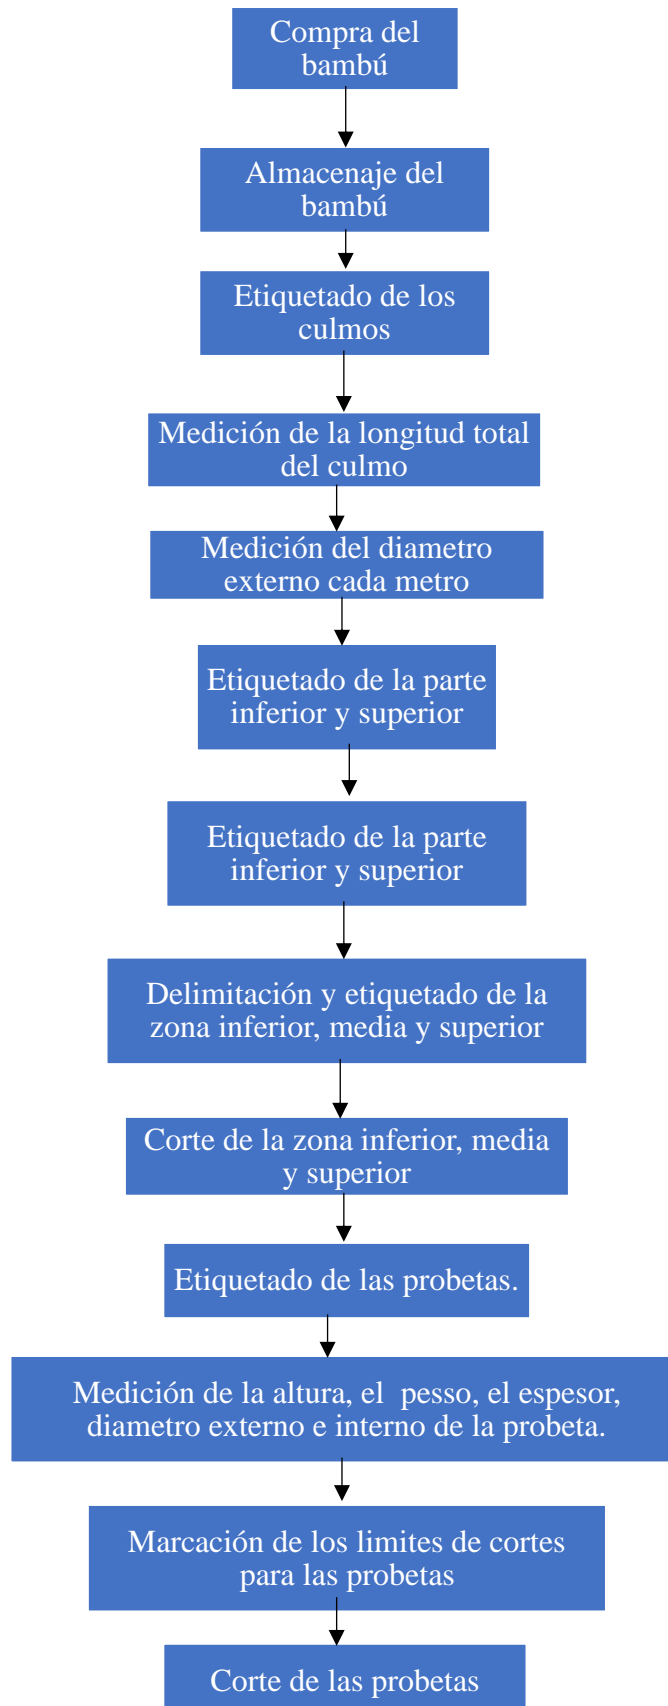 Compra del
bambú
Almacenaje del
bambú
Etiquetado de los
culmos
Medición de la longitud total
del culmo
Medición del diametro
externo cada metro
Etiquetado de la parte
inferior y superior
Etiquetado de la parte
inferior y superior
Delimitación y etiquetado de la
zona inferior, media y superior
Corte de la zona inferior, media
y superior
Etiquetado de las probetas.
Medición de la altura, el pesso, el espesor,
diametro externo e interno de la probeta.
Marcación de los limites de cortes
para las probetas
Corte de las probetas